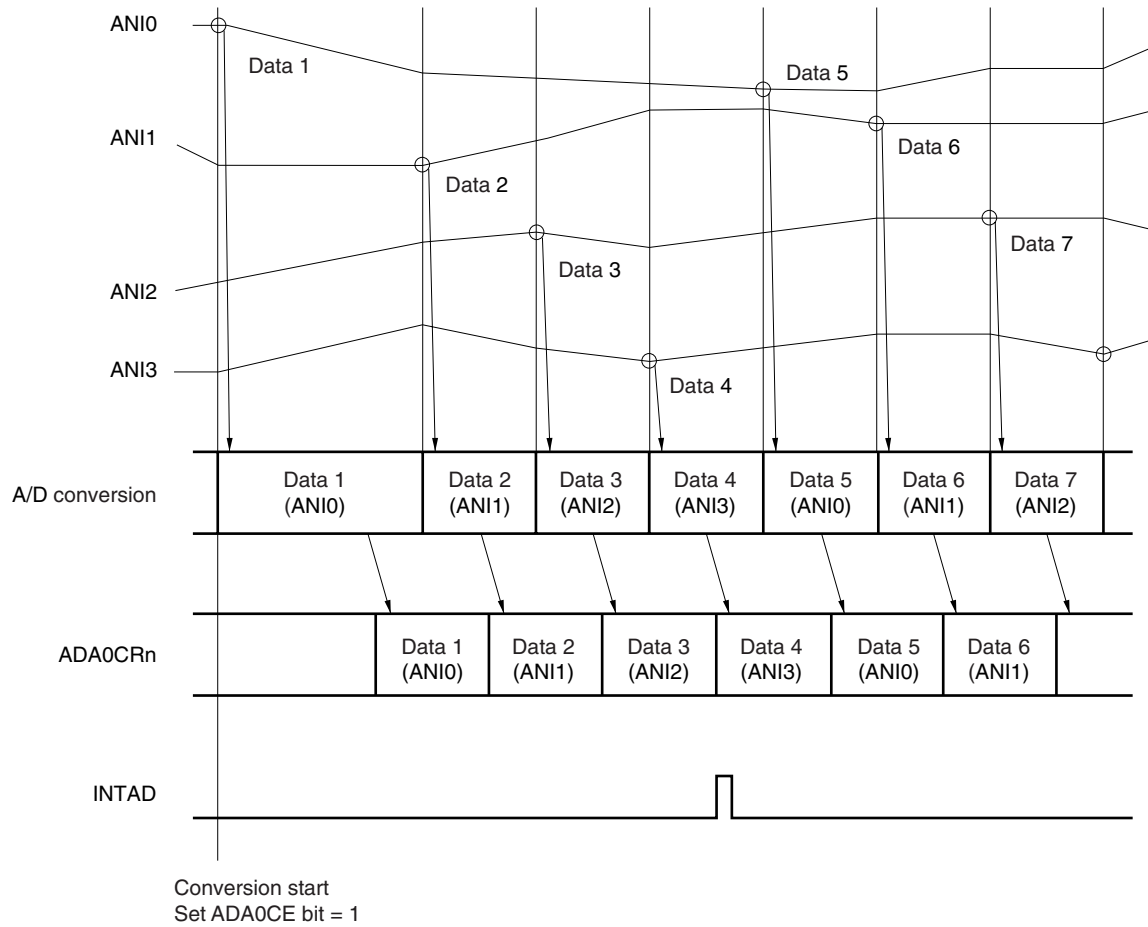 ANI0
Data 1
Data 5
ANI1
Data 6
Data 2
Data 7
Data 3
ANI2
ANI3
Data 4
A/D conversion
Data 1 Data 2 Data 3 Data 4 Data 5 Data 6 Data 7
(ANI0) (ANI1) (ANI2) (ANI3) (ANI0) (ANI1) (ANI2)
ADA0CRn
Data 1 Data 2 Data 3 Data 4 Data 5 Data 6
(ANI0) (ANI1) (ANI2) (ANI3) (ANI0) (ANI1)
INTAD
Conversion start
Set ADA0CE bit = 1